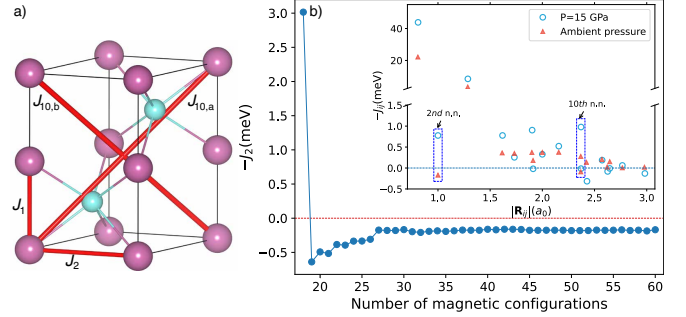 a)
J10,b
J10,a
J1
J2
b)
−J2(meV)
3.0
2.5
2.0
1.5
1.0
0.5
0.0
−0.5
20
25
30
35
40
45
50
55
60
Number of magnetic configurations
−Jij(meV)
40
20
1.5
1.0
0.5
0.0
−0.5
1.0
1.5
2.0
2.5
3.0
|Rij|(a0)
P=15 GPa
Ambient pressure
2nd n.n.
10th n.n.